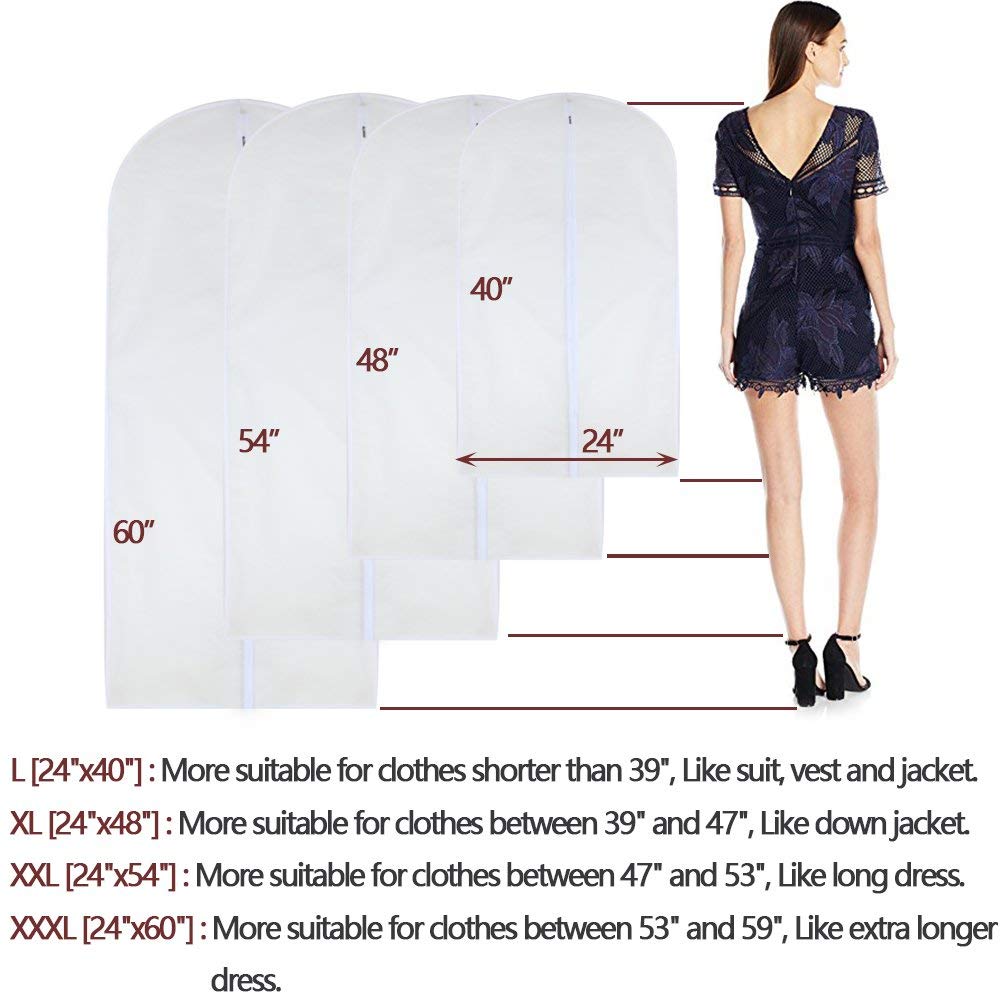 40”
48”
24”
54”
60”
L [24"x40"] : More suitable for clothes shorter than 39", Like suit, vest and jacket.
XL [24"x48"] : More suitable for clothes between 39" and 47", Like down jacket.
XXL [24"x54"] : More suitable for clothes between 47" and 53", Like long dress.
XXXL [24"x60"] : More suitable for clothes between 53" and 59", Like extra longer
dress.